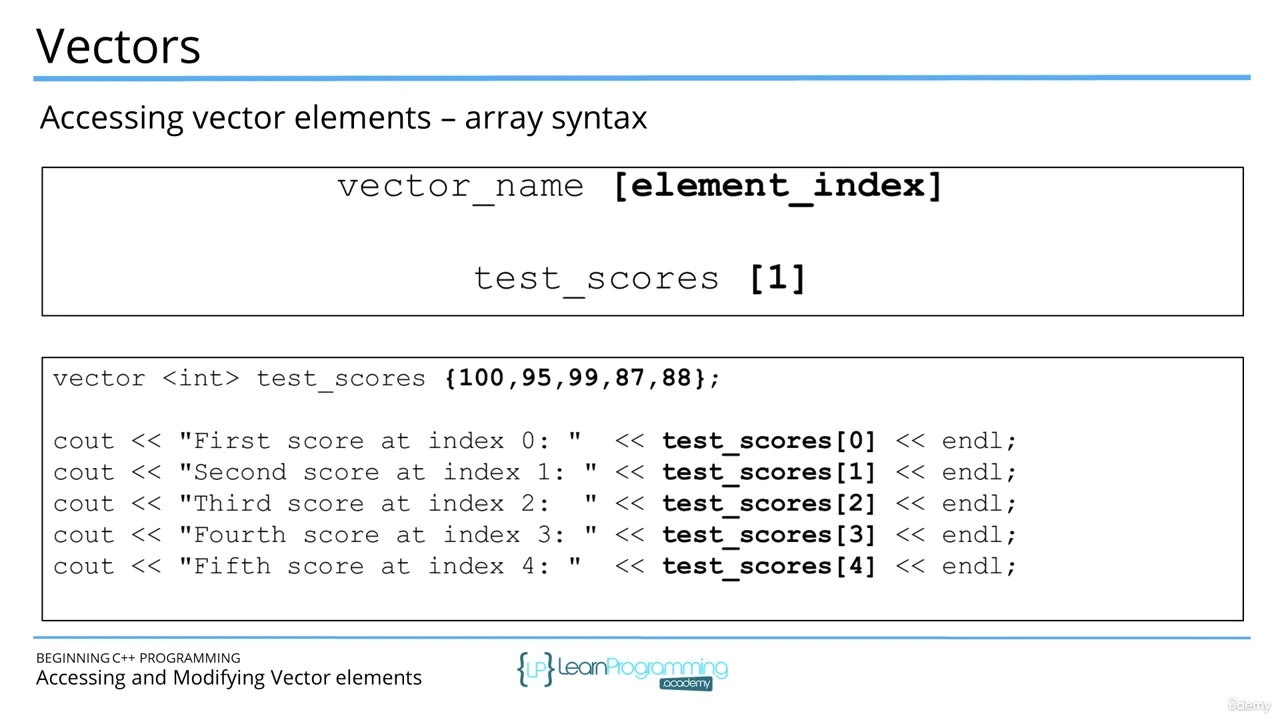 Vectors
Accessing vector elements – array syntax
vector_name [element_index]
test_scores [1]
vector <int> test_scores {100,95,99,87,88};
cout << "First score at index 0: "  << test_scores[0] << endl;
cout << "Second score at index 1: " << test_scores[1] << endl;
cout << "Third score at index 2:  " << test_scores[2] << endl;
cout << "Fourth score at index 3: " << test_scores[3] << endl;
cout << "Fifth score at index 4: "  << test_scores[4] << endl;
BEGINNING C++ PROGRAMMING
Accessing and Modifying Vector elements
{LP} LearnProgramming
academy
ûdemy